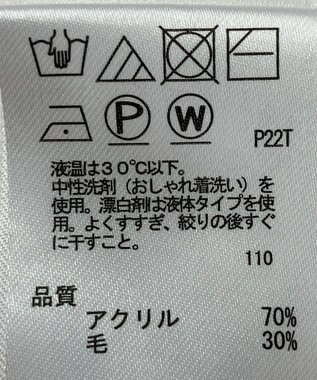 P W
P22T
液温は30℃以下。
中性洗剤（おしゃれ着洗い）を
使用。漂白剤は液体タイプを使
用。よくすすぎ、絞りの後すぐ
に干すこと。
110
品質
アクリル 70%
毛 30%